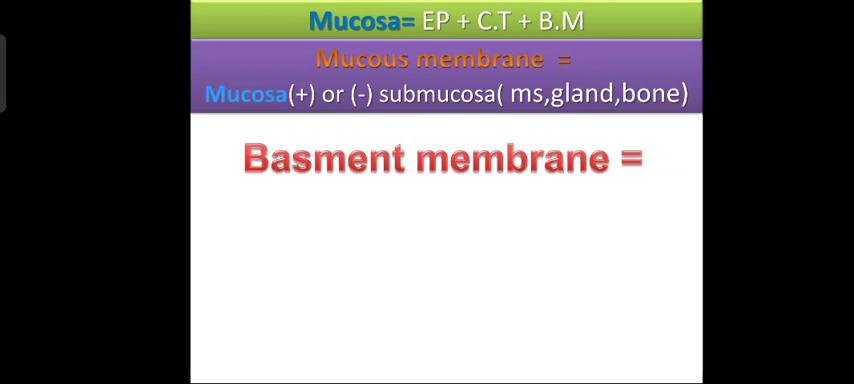 Mucosa= EP + C.T + B.M
Mucous membrane =
Mucosa(+) or (-) submucosa( ms,gland,bone)
Basment membrane =